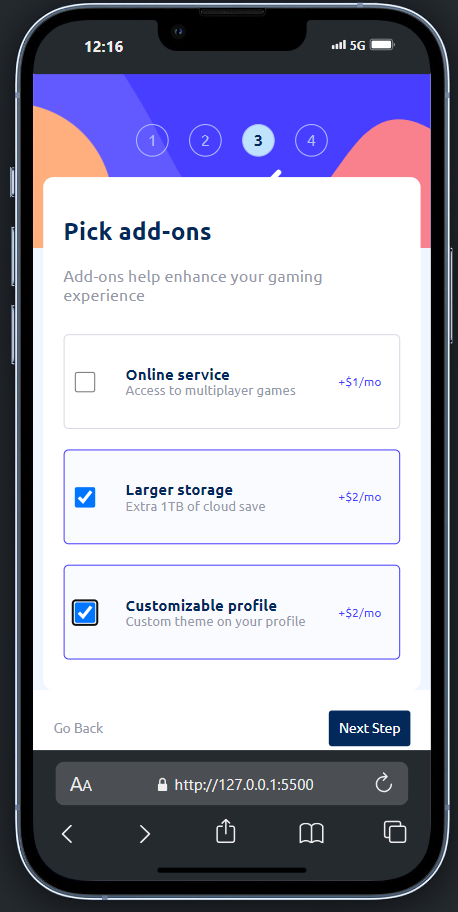 12:16
5G
1 2 3 4
Pick add-ons
Add-ons help enhance your gaming
experience
Online service
Access to multiplayer games
+$1/mo
Larger storage
Extra 1TB of cloud save
+$2/mo
Customizable profile
Custom theme on your profile
+$2/mo
Go Back
Next Step
AA
http://127.0.0.1:5500